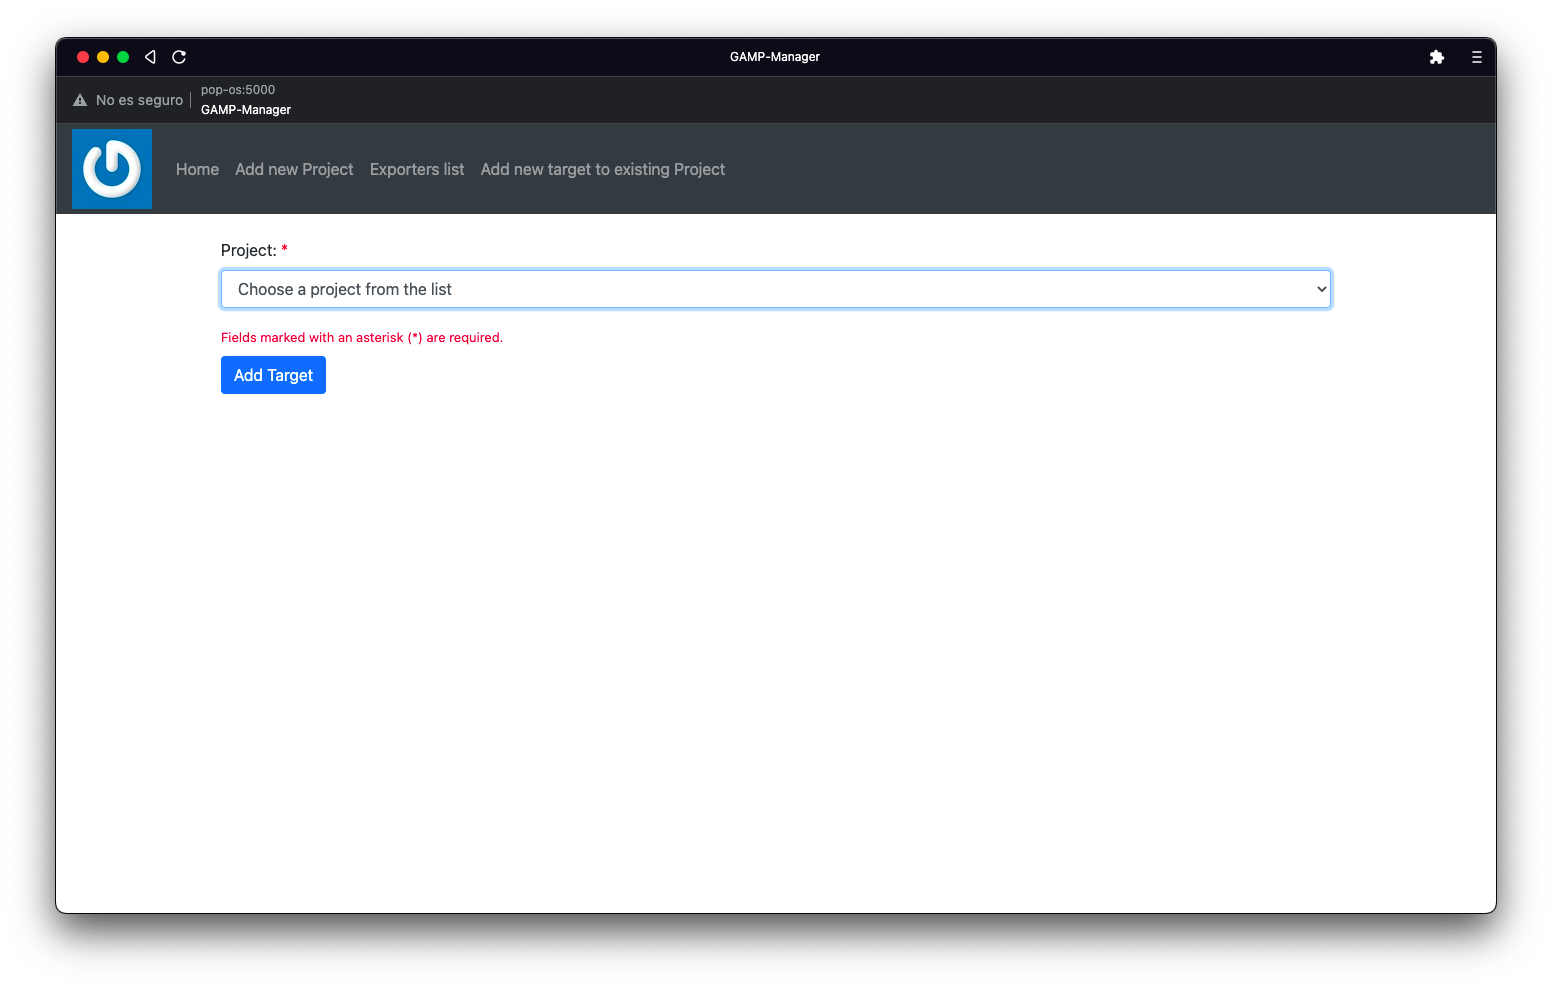 GAMP-Manager
No es seguro
pop-os:5000
GAMP-Manager
Home Add new Project Exporters list Add new target to existing Project
Project: *
Choose a project from the list
Fields marked with an asterisk (*) are required.
Add Target